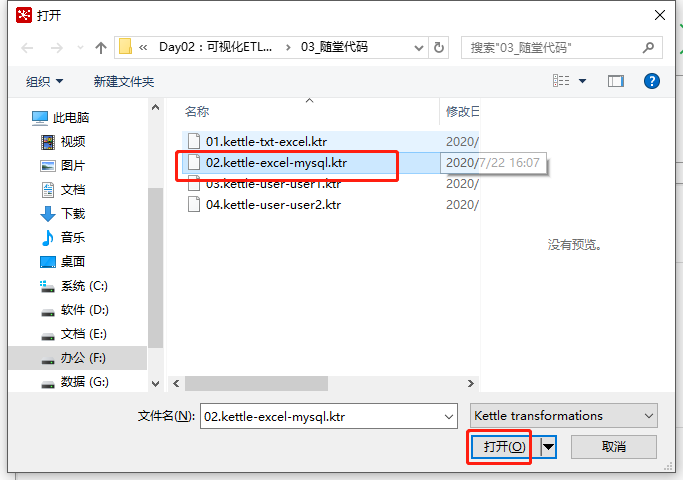 打开
« Day02：可视化ETL... › 03_随堂代码
搜索"03_随堂代码"
组织 新建文件夹
名称 修改日
此电脑
视频
图片
文档
下载
音乐
桌面
系统 (C:)
软件 (D:)
文档 (E:)
办公 (F:)
数据 (G:)
01.kettle-txt-excel.ktr 2020/
02.kettle-excel-mysql.ktr 2020/7/22 16:07
03.kettle-user-user1.ktr 2020/
04.kettle-user-user2.ktr 2020/
没有预览。
文件名(N): 02.kettle-excel-mysql.ktr Kettle transformations
打开(O) 取消